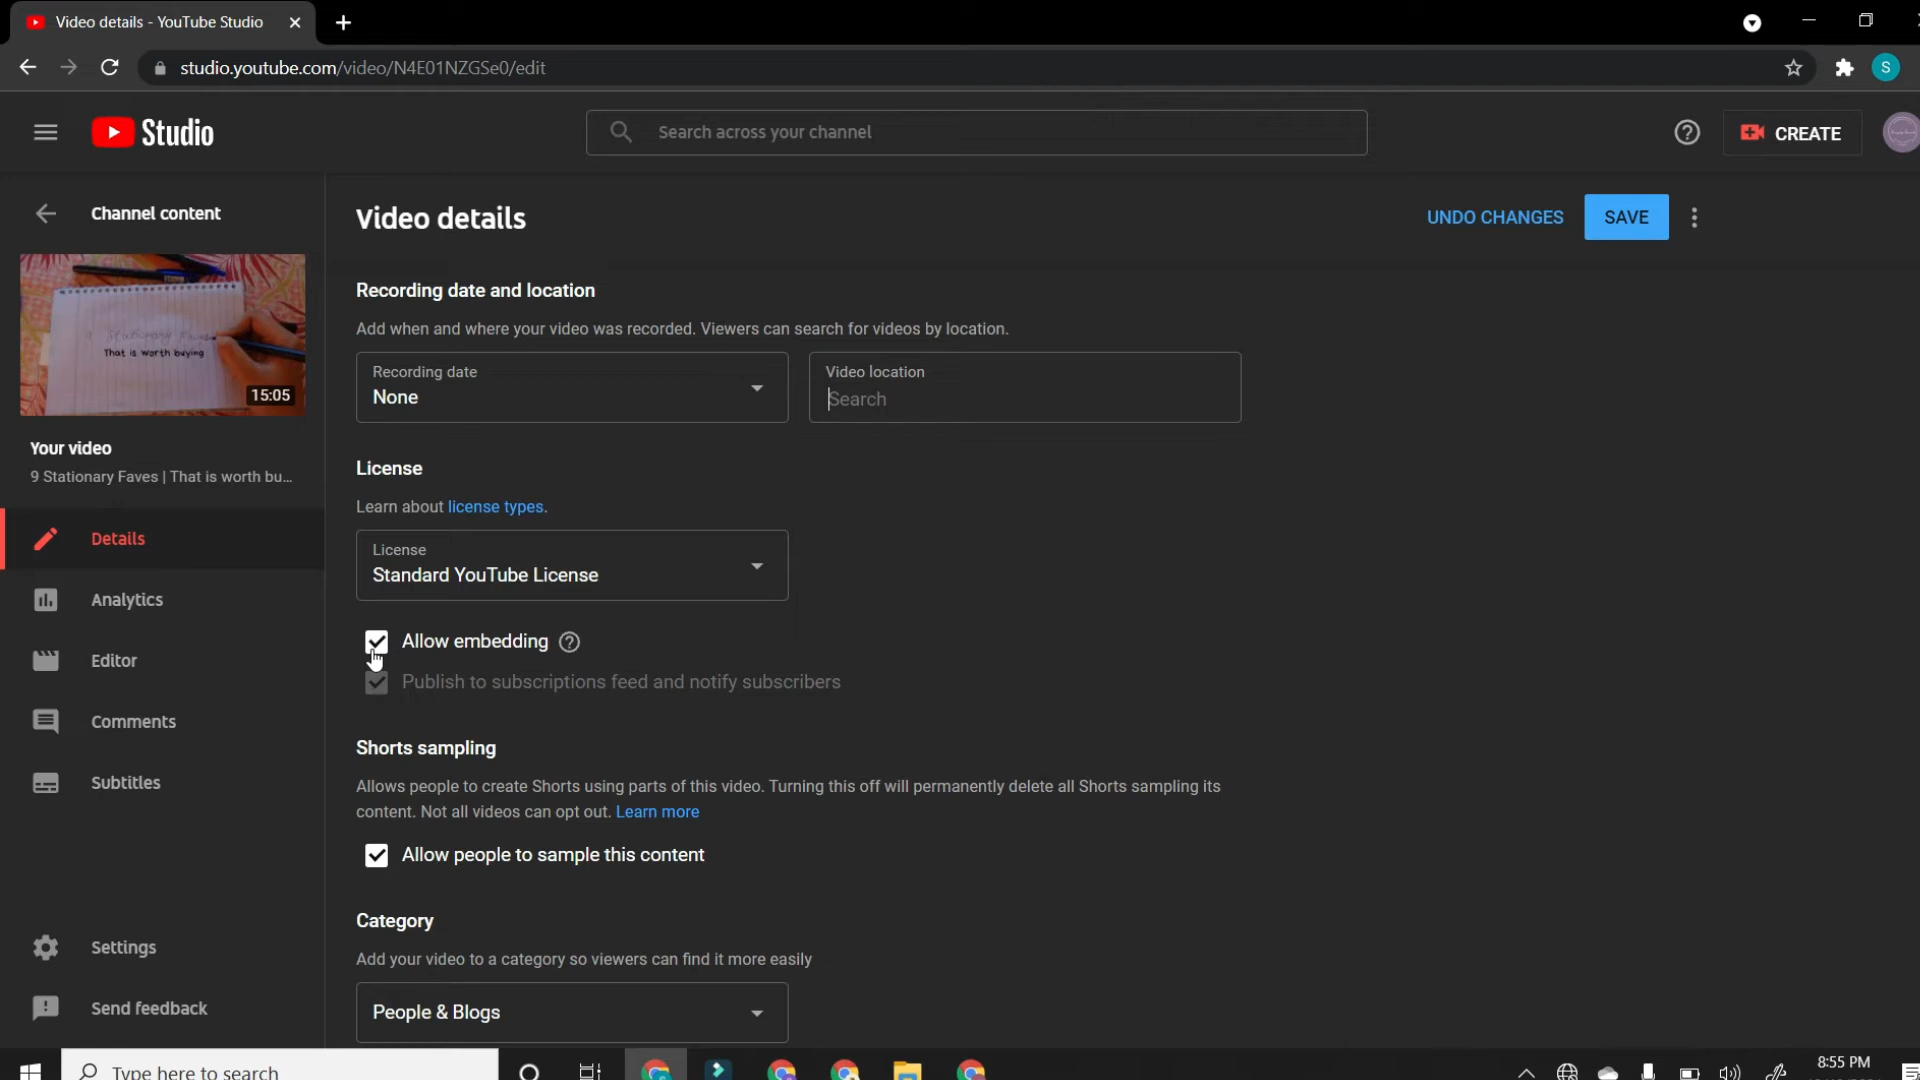 Video details - YouTube Studio
studio.youtube.com/video/N4E01NZGSe0/edit
S
Studio
Search across your channel
CREATE
Channel content
Video details
UNDO CHANGES
SAVE
That is worth buying
15:05
Your video
9 Stationary Faves | That is worth bu...
Details
Analytics
Editor
Comments
Subtitles
Settings
Send feedback
Recording date and location
Add when and where your video was recorded. Viewers can search for videos by location.
Recording date
None
Video location
Search
License
Learn about license types.
License
Standard YouTube License
Allow embedding
Publish to subscriptions feed and notify subscribers
Shorts sampling
Allows people to create Shorts using parts of this video. Turning this off will permanently delete all Shorts sampling its
content. Not all videos can opt out. Learn more
Allow people to sample this content
Category
Add your video to a category so viewers can find it more easily
People & Blogs
Type here to search
8:55 PM